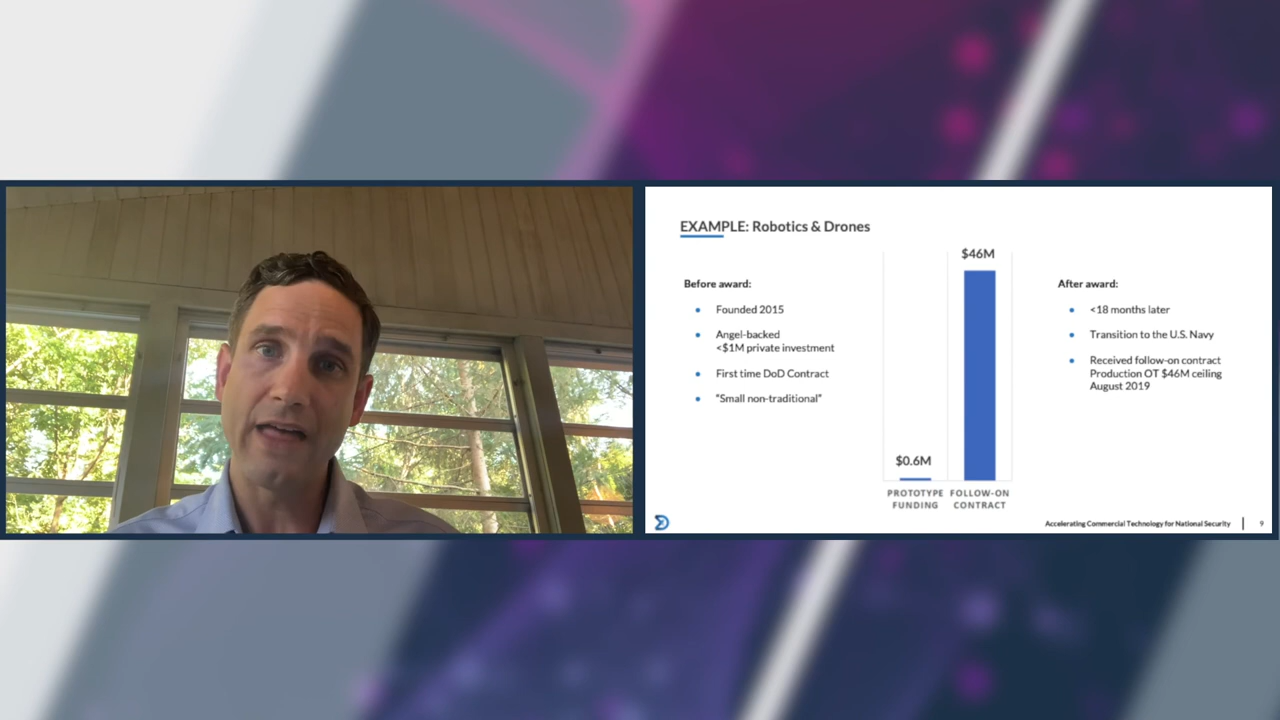 EXAMPLE: Robotics & Drones
Before award:
Founded 2015
Angel-backed
<$1M private investment
First time DoD Contract
"Small non-traditional"
$46M
$0.6M
PROTOTYPE FUNDING
FOLLOW-ON CONTRACT
After award:
<18 months later
Transition to the U.S. Navy
Received follow-on contract
Production OT $46M ceiling
August 2019
Accelerating Commercial Technology for National Security
9